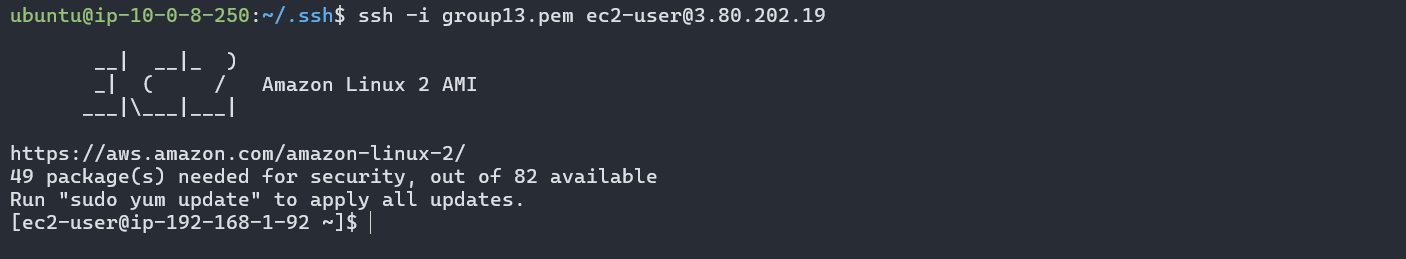 ubuntu@ip-10-0-8-250:~/.ssh$ ssh -i group13.pem ec2-user@3.80.202.19
       __|  __|_  )
       _|  (     /   Amazon Linux 2 AMI
      ___|\___|___|
https://aws.amazon.com/amazon-linux-2/
49 package(s) needed for security, out of 82 available
Run "sudo yum update" to apply all updates.
[ec2-user@ip-192-168-1-92 ~]$